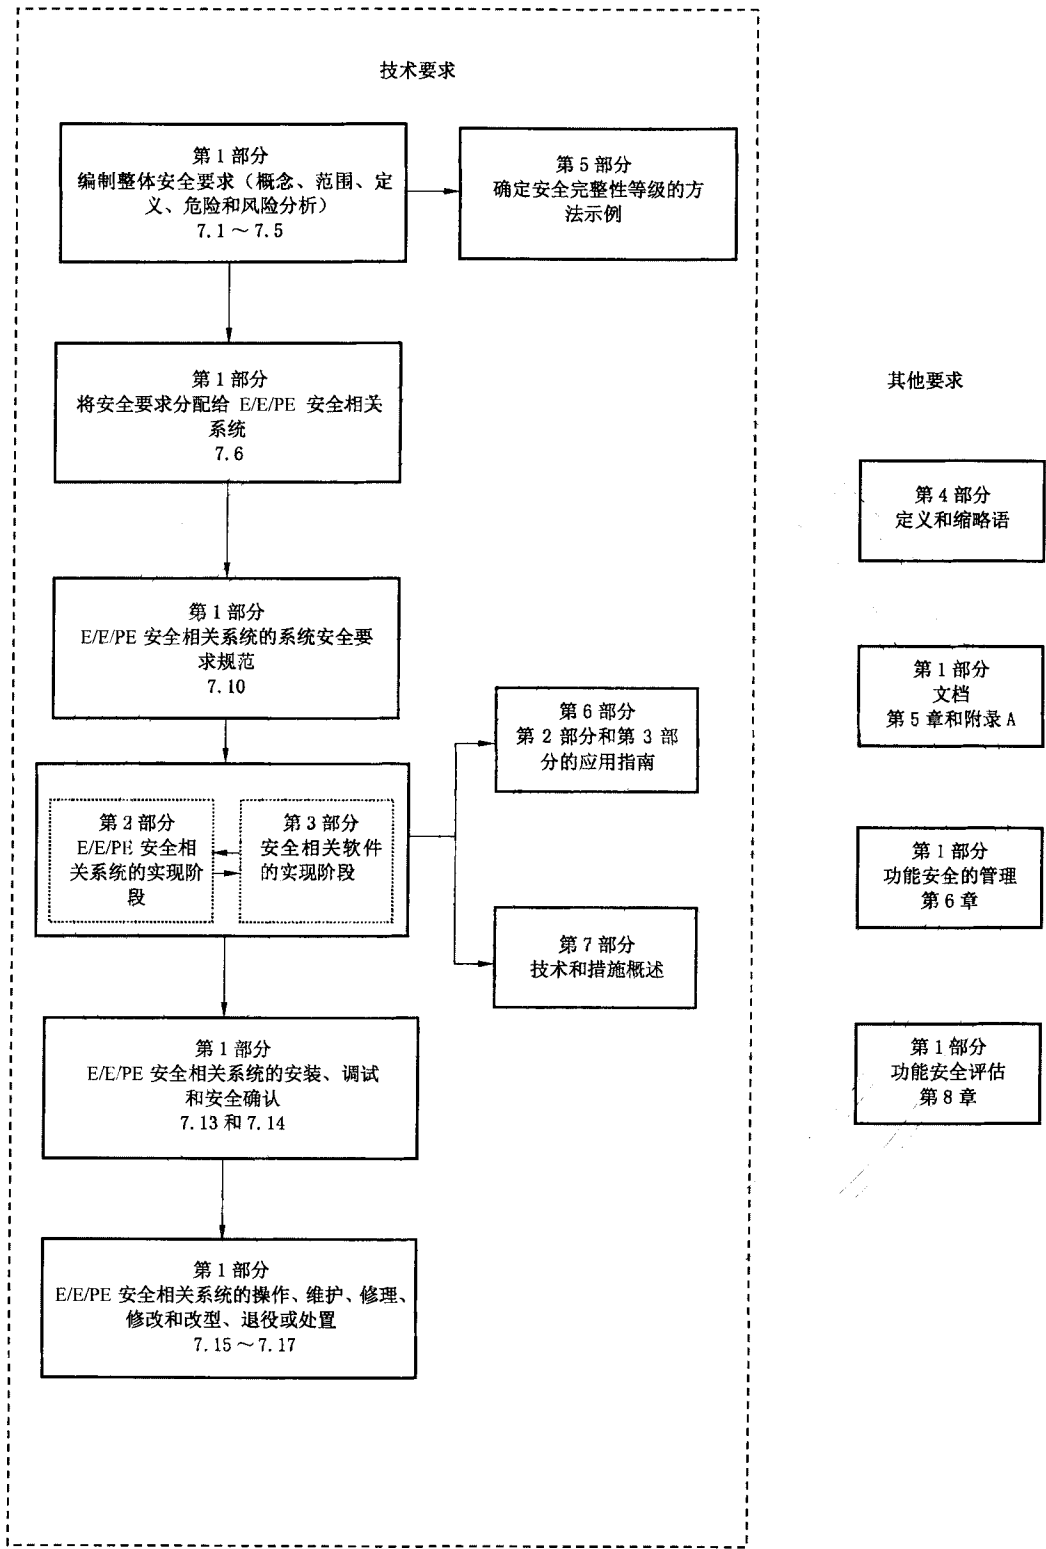 技术要求
第 1 部分
编制整体安全要求（概念、范围、定
义、危险和风险分析）
7.1～7.5
第 5 部分
确定安全完整性等级的方
法示例
第 1 部分
将安全要求分配给 E/E/PE 安全相关
系统
7.6
第 1 部分
E/E/PE 安全相关系统的系统安全要
求规范
7.10
第 6 部分
第 2 部分和第 3 部
分的应用指南
第 2 部分
E/E/PE 安全相
关系统的实现阶
段
第 3 部分
安全相关软件
的实现阶段
第 7 部分
技术和措施概述
第 1 部分
E/E/PE 安全相关系统的安装、调试
和安全确认
7.13 和 7.14
第 1 部分
E/E/PE 安全相关系统的操作、维护、修理、
修改和改型、退役或处置
7.15～7.17
其他要求
第 4 部分
定义和缩略语
第 1 部分
文档
第 5 章和附录 A
第 1 部分
功能安全的管理
第 6 章
第 1 部分
功能安全评估
第 8 章